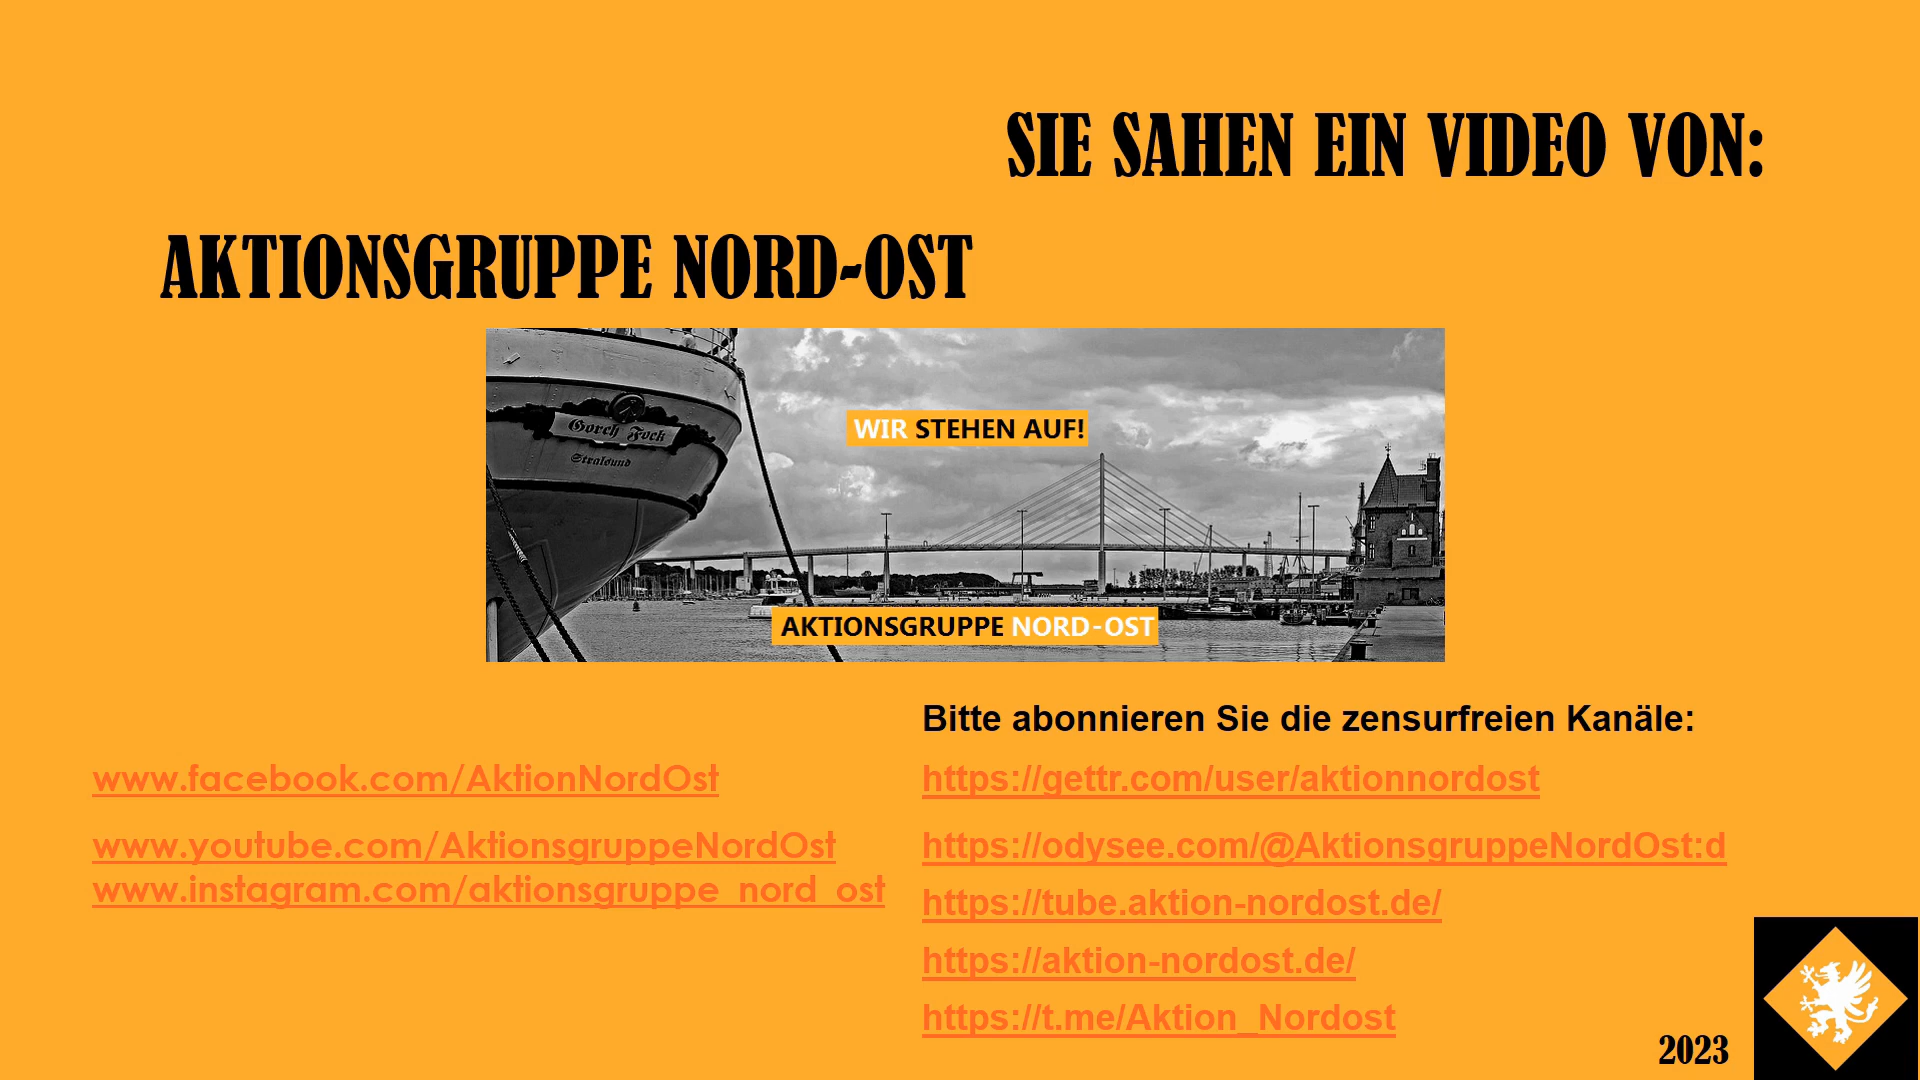 SIE SAHEN EIN VIDEO VON:
AKTIONSGRUPPE NORD-OST
WIR STEHEN AUF!
Gorch Fock
Stralsund
AKTIONSGRUPPE NORD-OST
Bitte abonnieren Sie die zensurfreien Kanäle:
www.facebook.com/AktionNordOst
www.youtube.com/AktionsgruppeNordOst
www.instagram.com/aktionsgruppe_nord_ost
https://gettr.com/user/aktionnordost
https://odysee.com/@AktionsgruppeNordOst:d
https://tube.aktion-nordost.de/
https://aktion-nordost.de/
https://t.me/Aktion_Nordost
2023